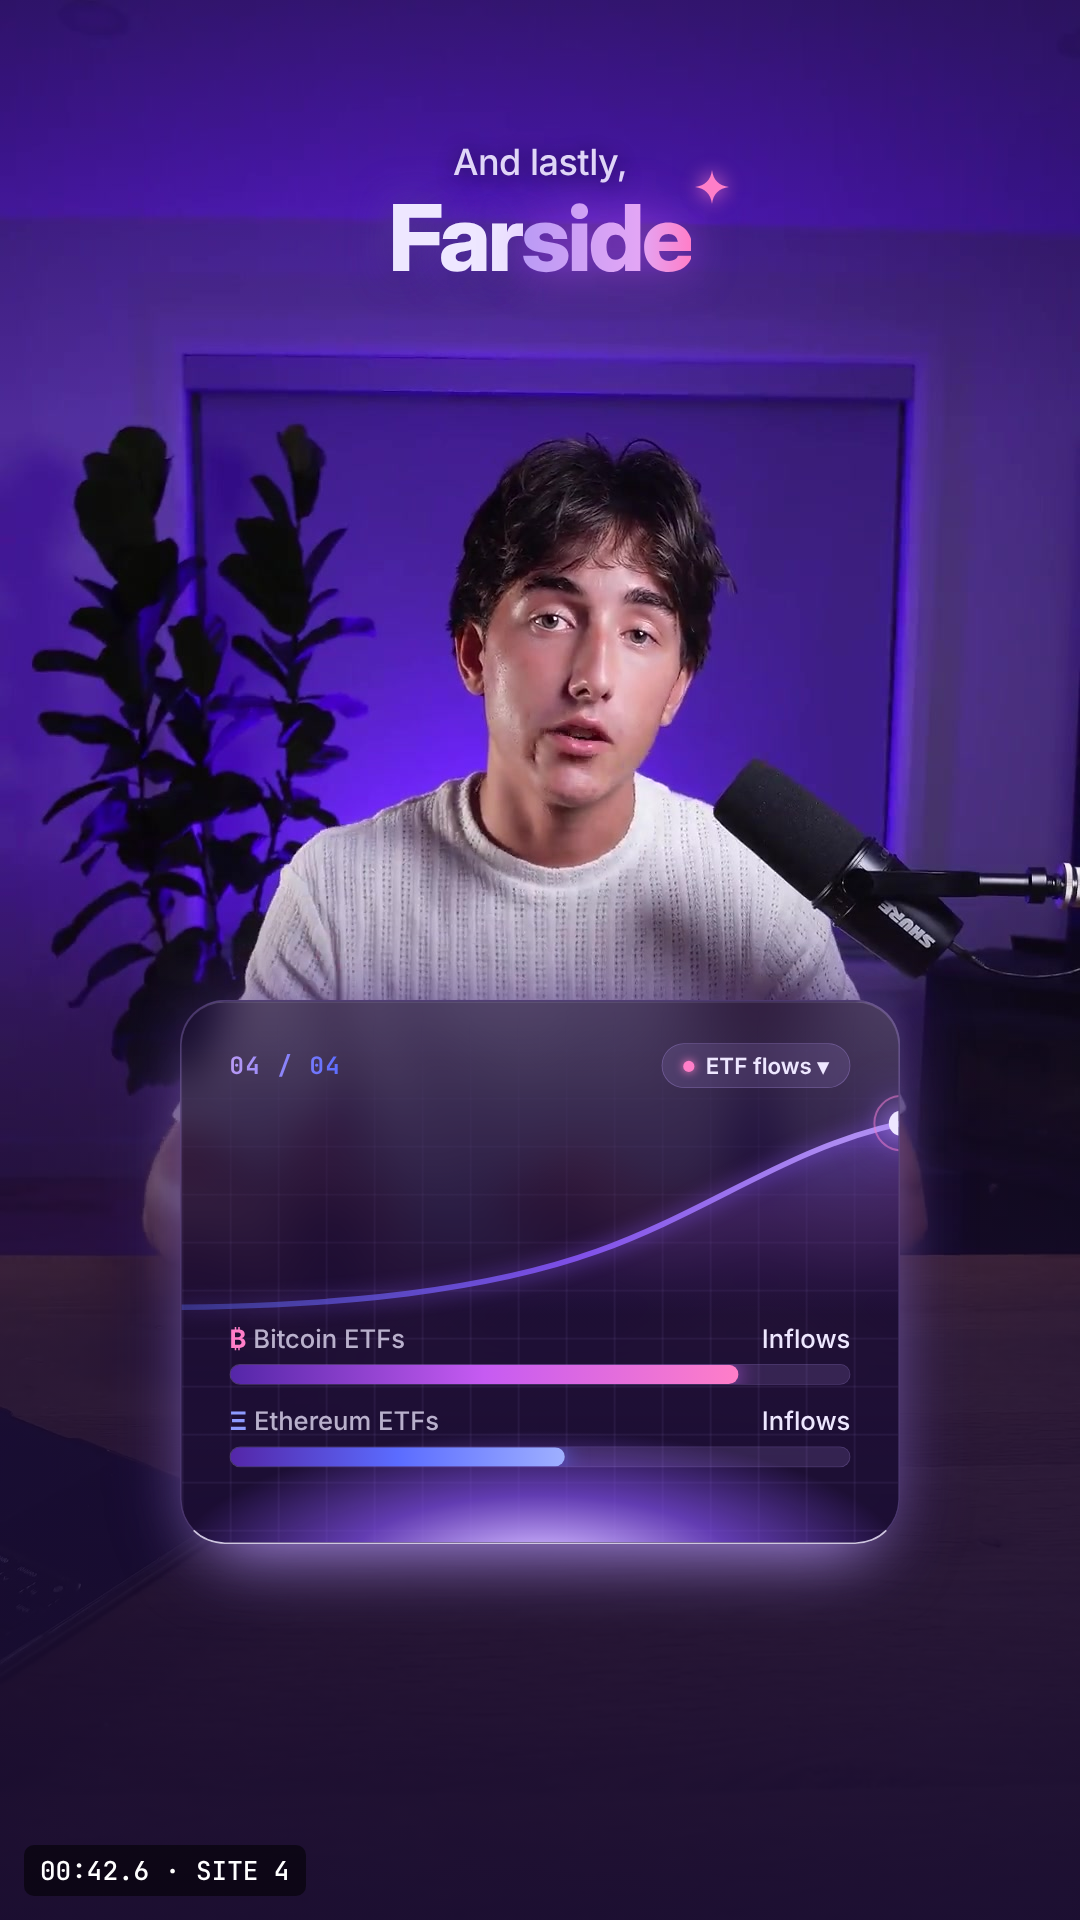 And lastly,
Farside
SHURE
04 / 04
ETF flows ▾
₿ Bitcoin ETFs Inflows
Ξ Ethereum ETFs Inflows
00:42.6 · SITE 4